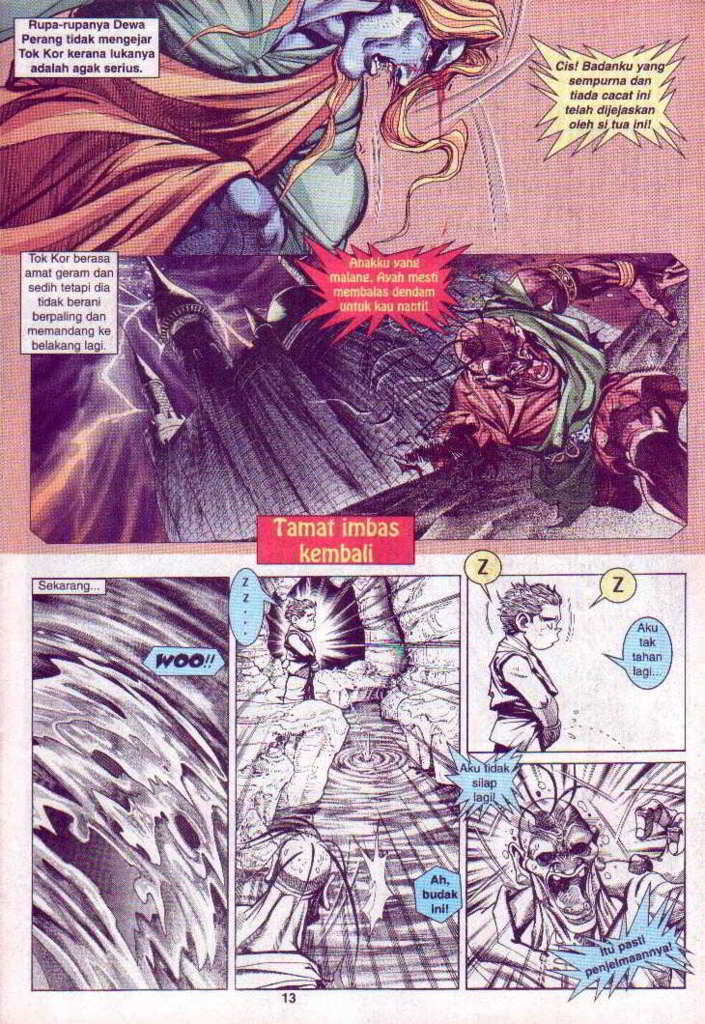 Rupa-rupanya Dewa
Perang tidak mengejar
Tok Kor kerana lukanya
adalah agak serius.
Cis! Badanku yang
sempurna dan
tiada cacat ini
telah dijejaskan
oleh si tua ini!
Tok Kor berasa
amat geram dan
sedih tetapi dia
tidak berani
berpaling dan
memandang ke
belakang lagi.
Anakku yang
malang. Ayah mesti
membalas dendam
untuk kau nanti!
Tamat imbas
kembali
Sekarang...
WOO!!
Z
Z
Z
Z
Aku
tak
tahan
lagi...
Ah,
budak
ini!
Aku tidak
silap
lagi!
Itu pasti
penjelmaannya!
13